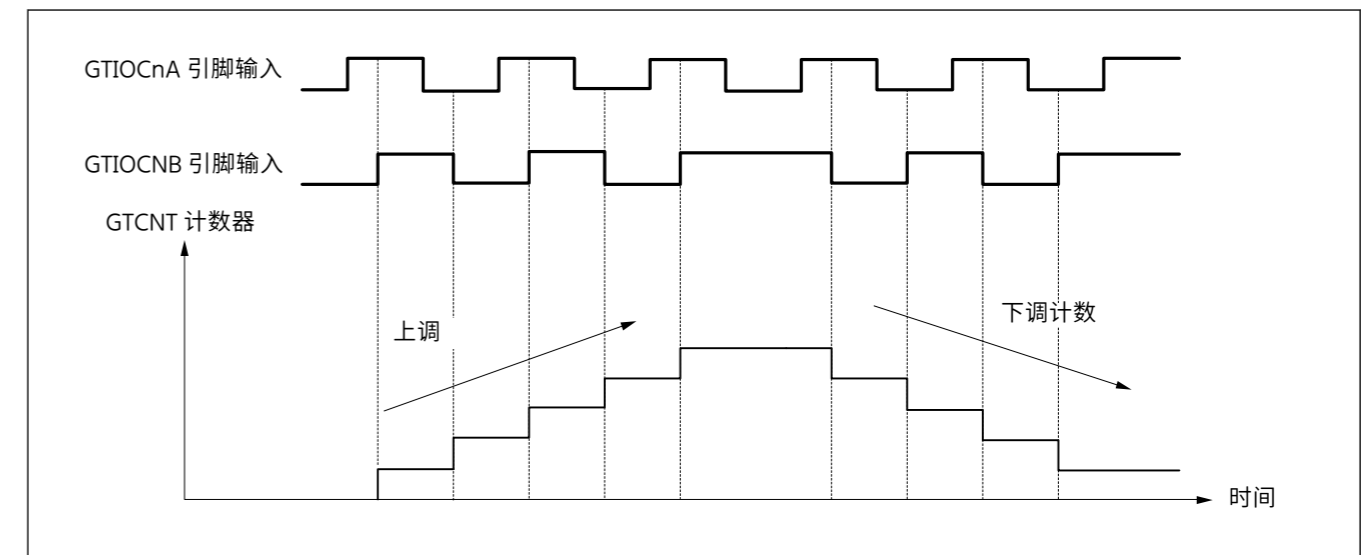 GTIOCnA 引脚输入
GTIOCNB 引脚输入
GTCNT 计数器
上调
下调计数
时间